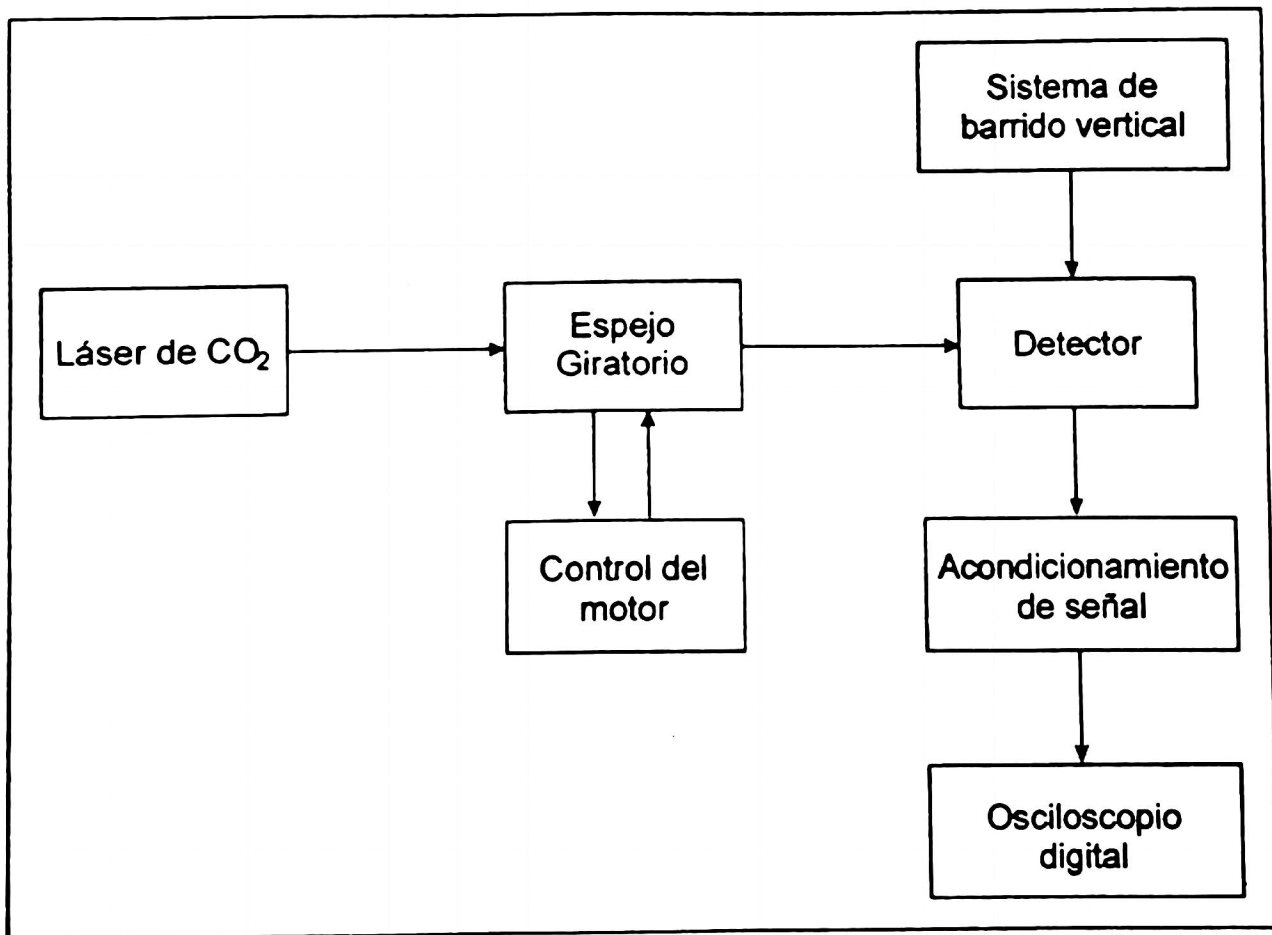 Sistema de
barrido vertical
Láser de CO₂
Espejo
Giratorio
Detector
Control del
motor
Acondicionamiento
de señal
Osciloscopio
digital